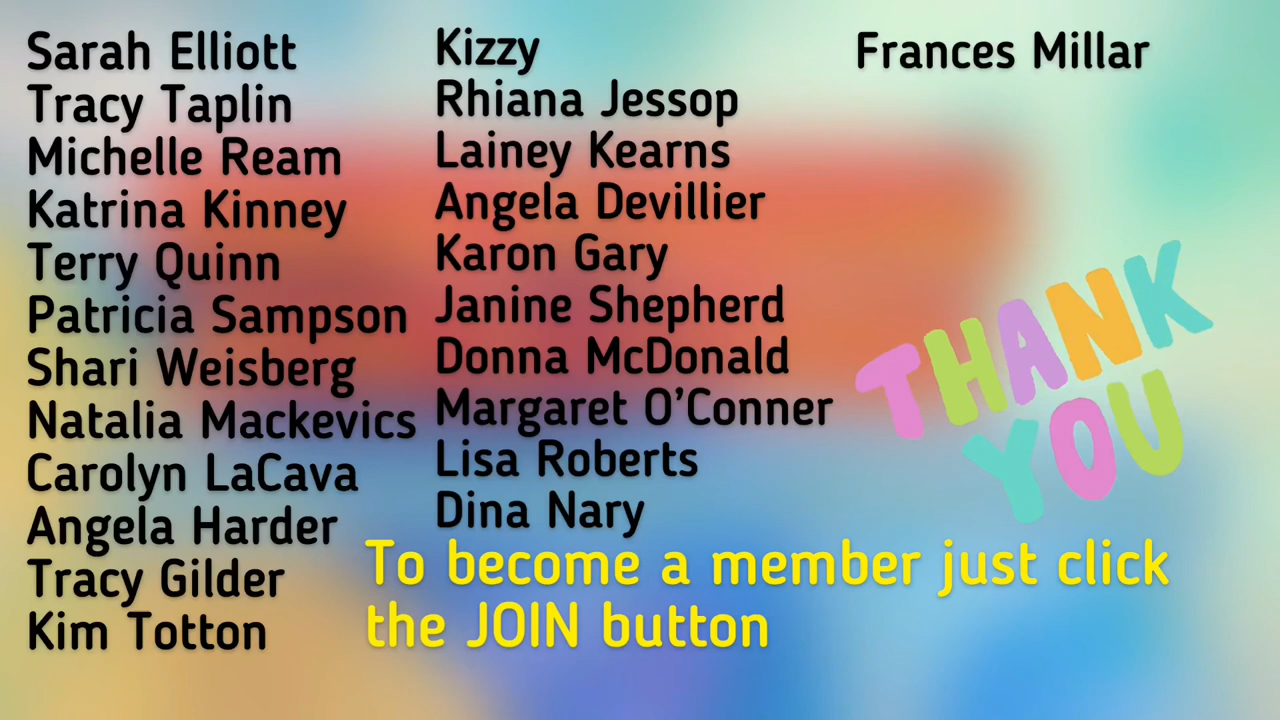 Sarah Elliott
Tracy Taplin
Michelle Ream
Katrina Kinney
Terry Quinn
Patricia Sampson
Shari Weisberg
Natalia Mackevics
Carolyn LaCava
Angela Harder
Tracy Gilder
Kim Totton
Kizzy
Rhiana Jessop
Lainey Kearns
Angela Devillier
Karon Gary
Janine Shepherd
Donna McDonald
Margaret O’Conner
Lisa Roberts
Dina Nary
Frances Millar
THANK
YOU
To become a member just click
the JOIN button